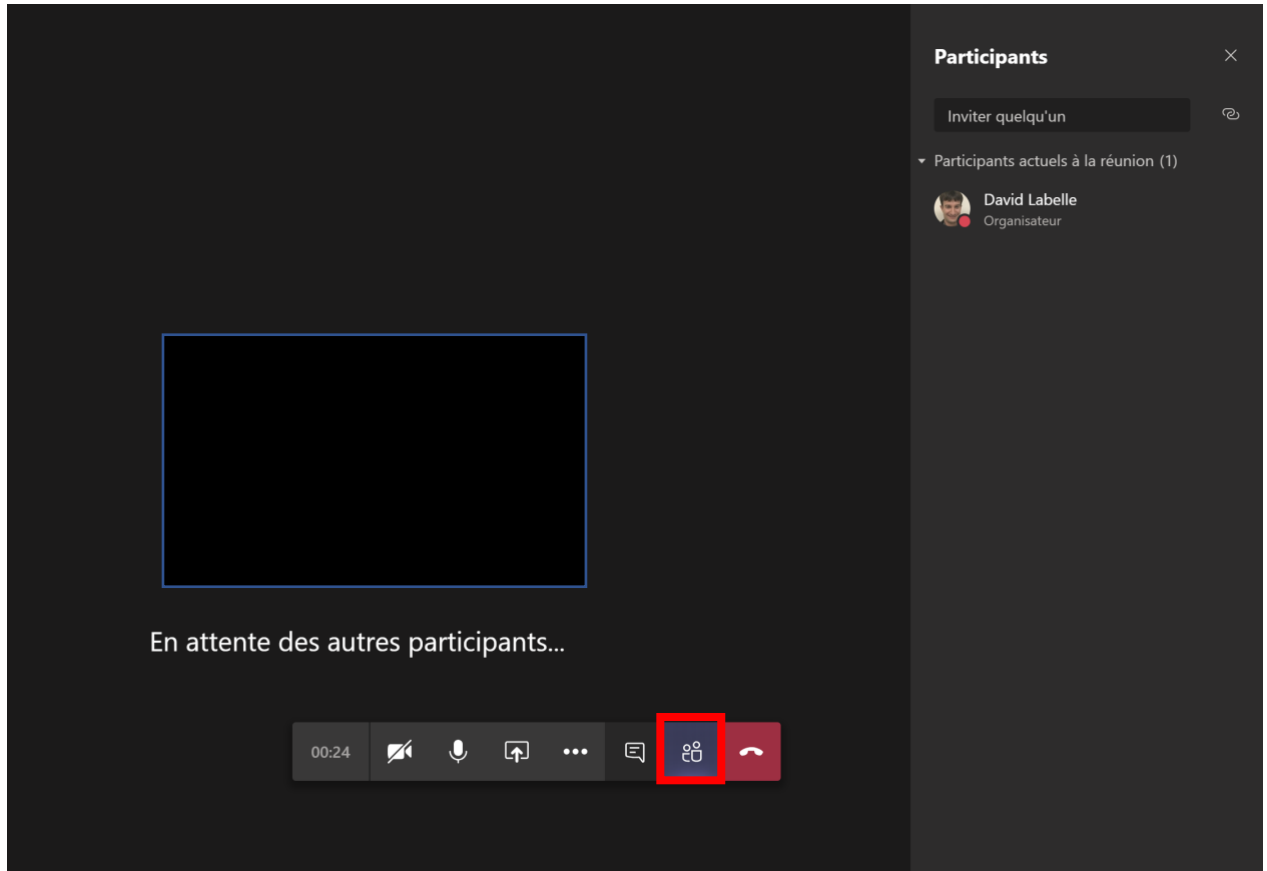 Participants
Inviter quelqu'un
Participants actuels à la réunion (1)
David Labelle
Organisateur
En attente des autres participants...
00:24